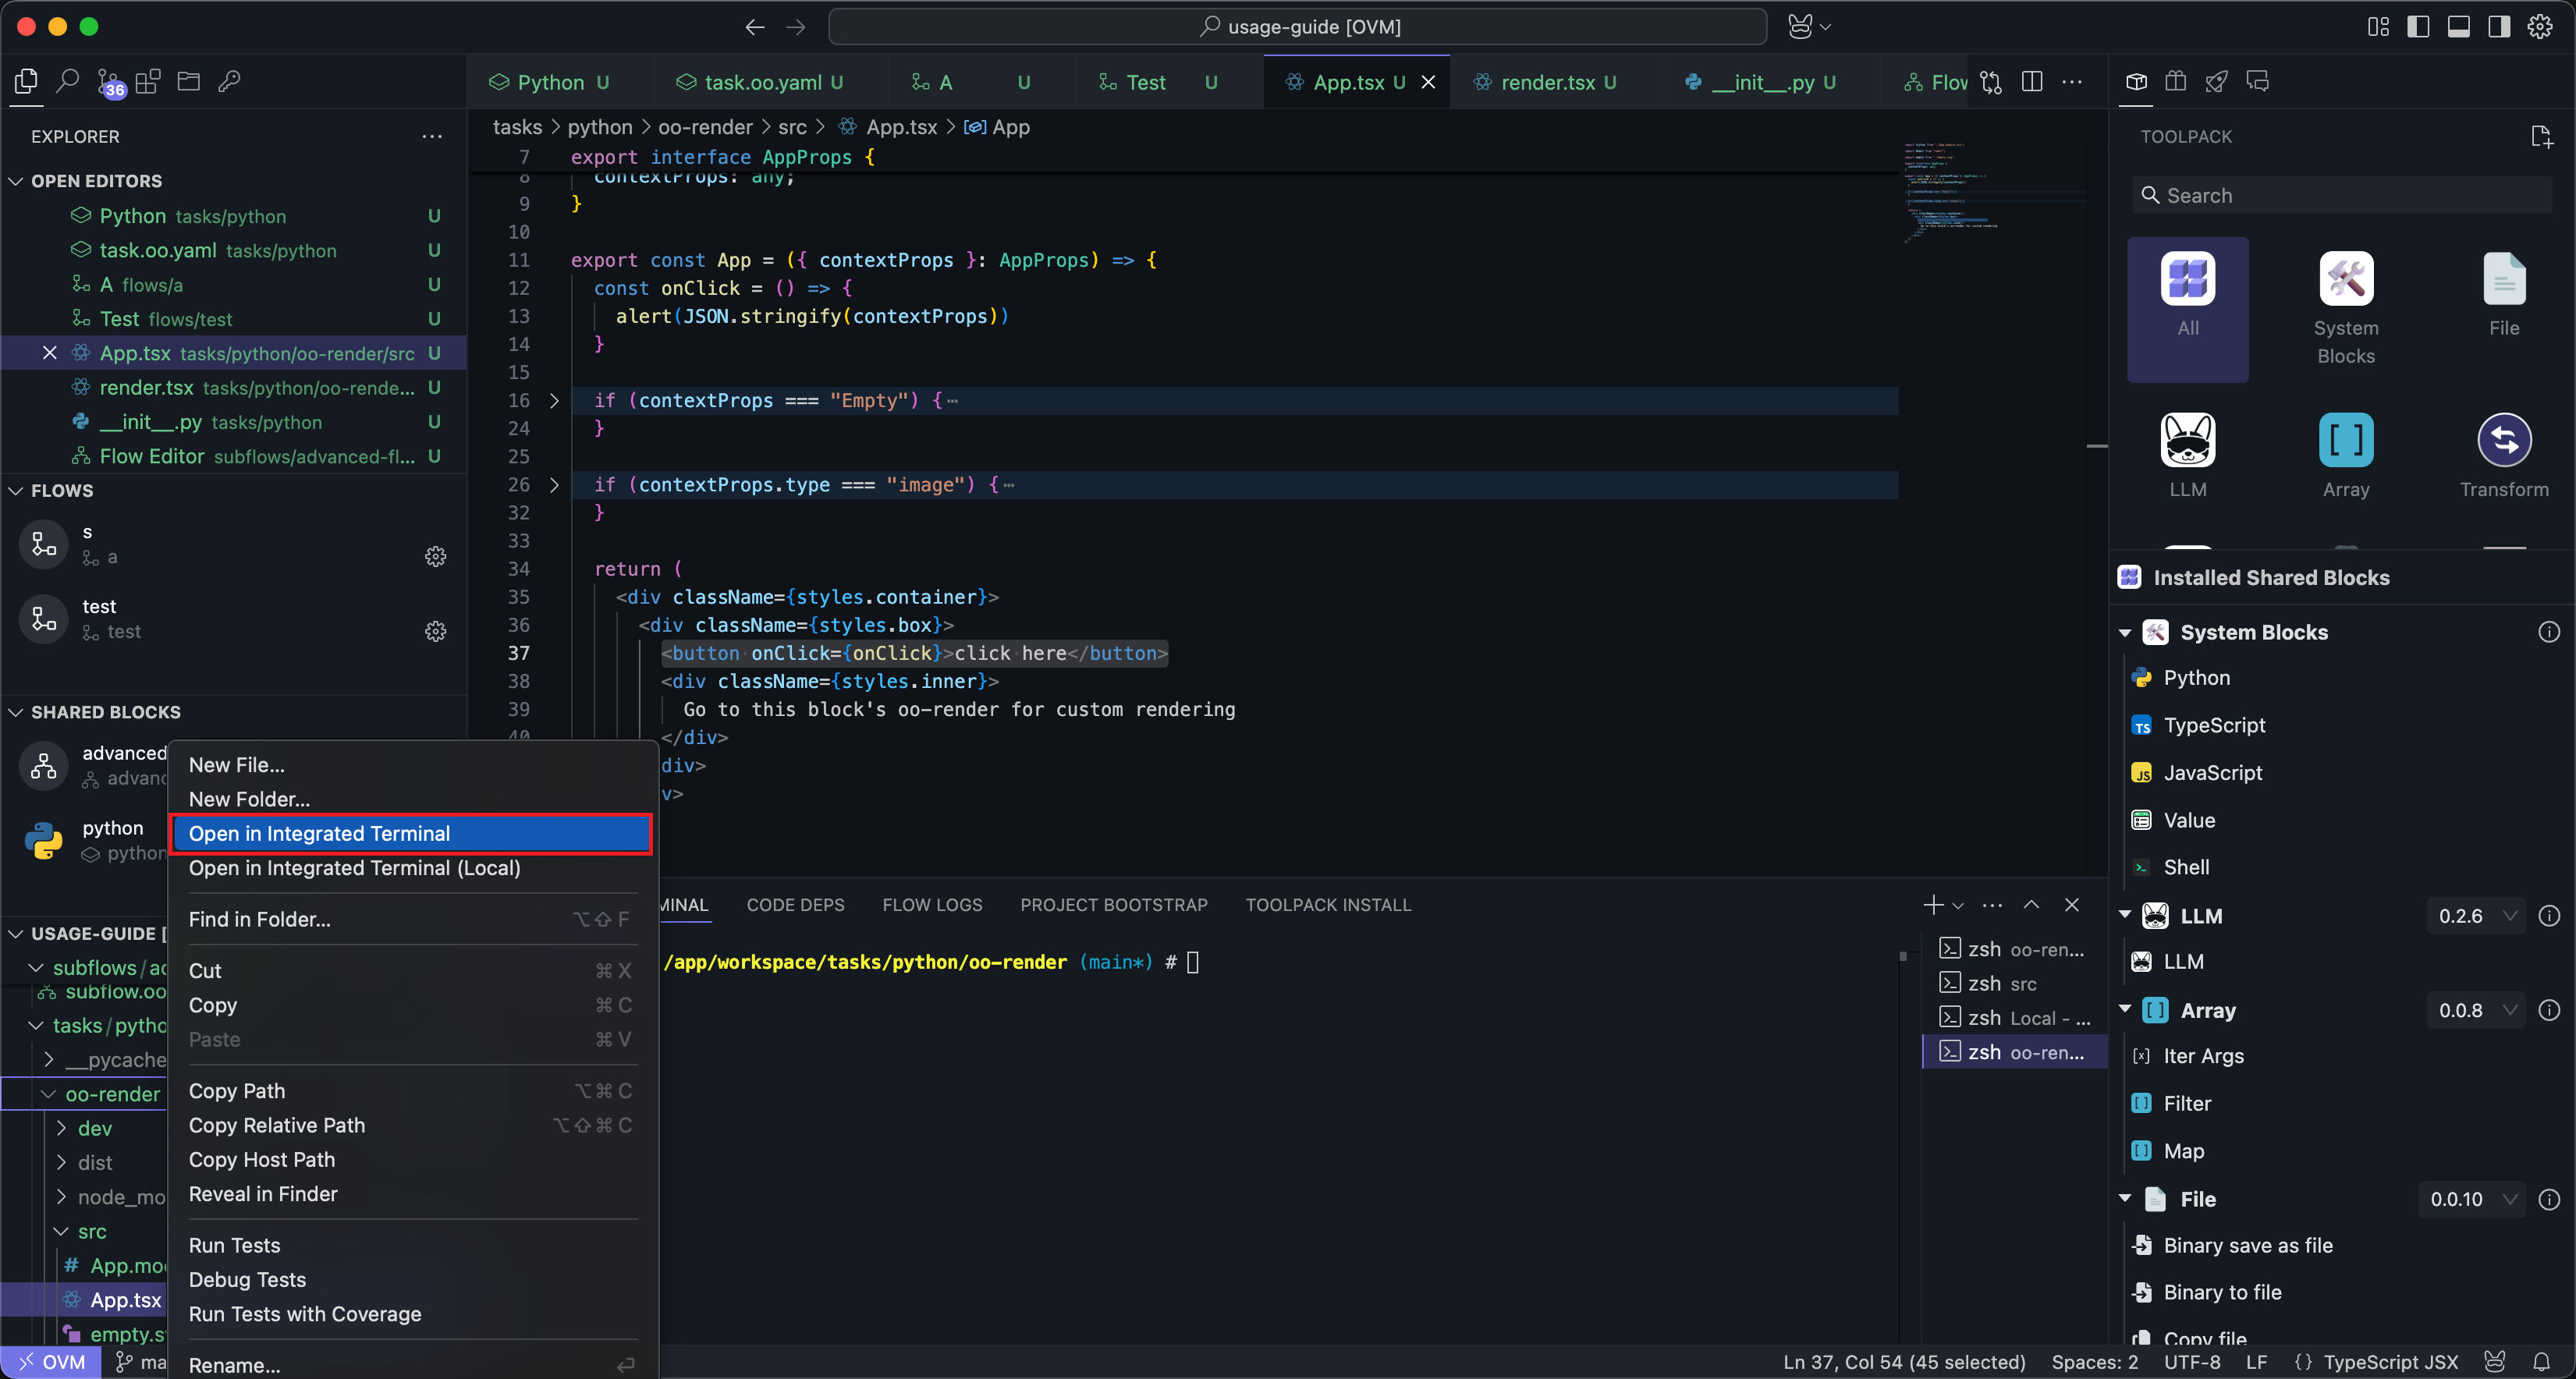 usage-guide [OVM]
36
Python U
task.oo.yaml U
A U
Test U
App.tsx U
render.tsx U
__init__.py U
Flow
EXPLORER
OPEN EDITORS
Python tasks/python U
task.oo.yaml tasks/python U
A flows/a U
Test flows/test U
App.tsx tasks/python/oo-render/src U
render.tsx tasks/python/oo-rende... U
__init__.py tasks/python U
Flow Editor subflows/advanced-fl... U
FLOWS
s
a
test
test
SHARED BLOCKS
advanced
advanc
python
python
USAGE-GUIDE [
subflows/ad
subflow.oo
tasks/pytho
__pycache
oo-render
dev
dist
node_mo
src
App.mo
App.tsx
empty.s
OVM
ma
tasks > python > oo-render > src > App.tsx > App
7 export interface AppProps {
8 contextProps: any;
9 }
10
11 export const App = ({ contextProps }: AppProps) => {
12 const onClick = () => {
13 alert(JSON.stringify(contextProps))
14 }
15
16 if (contextProps === "Empty") {⋯
24 }
25
26 if (contextProps.type === "image") {⋯
32 }
33
34 return (
35 <div className={styles.container}>
36 <div className={styles.box}>
37 <button onClick={onClick}>click here</button>
38 <div className={styles.inner}>
39 Go to this block's oo-render for custom rendering
40 </div>
div>
v>
New File...
New Folder...
Open in Integrated Terminal
Open in Integrated Terminal (Local)
Find in Folder... ⌥⇧F
Cut ⌘X
Copy ⌘C
Paste ⌘V
Copy Path ⌥⌘C
Copy Relative Path ⌥⇧⌘C
Copy Host Path
Reveal in Finder
Run Tests
Debug Tests
Run Tests with Coverage
Rename... ⏎
MINAL CODE DEPS FLOW LOGS PROJECT BOOTSTRAP TOOLPACK INSTALL
/app/workspace/tasks/python/oo-render (main*) #
zsh oo-ren...
zsh src
zsh Local - ...
zsh oo-ren...
TOOLPACK
Search
All
System Blocks
File
LLM
Array
Transform
Installed Shared Blocks
System Blocks
Python
TypeScript
JavaScript
Value
Shell
LLM 0.2.6
LLM
Array 0.0.8
Iter Args
Filter
Map
File 0.0.10
Binary save as file
Binary to file
Copy file
Ln 37, Col 54 (45 selected) Spaces: 2 UTF-8 LF {} TypeScript JSX